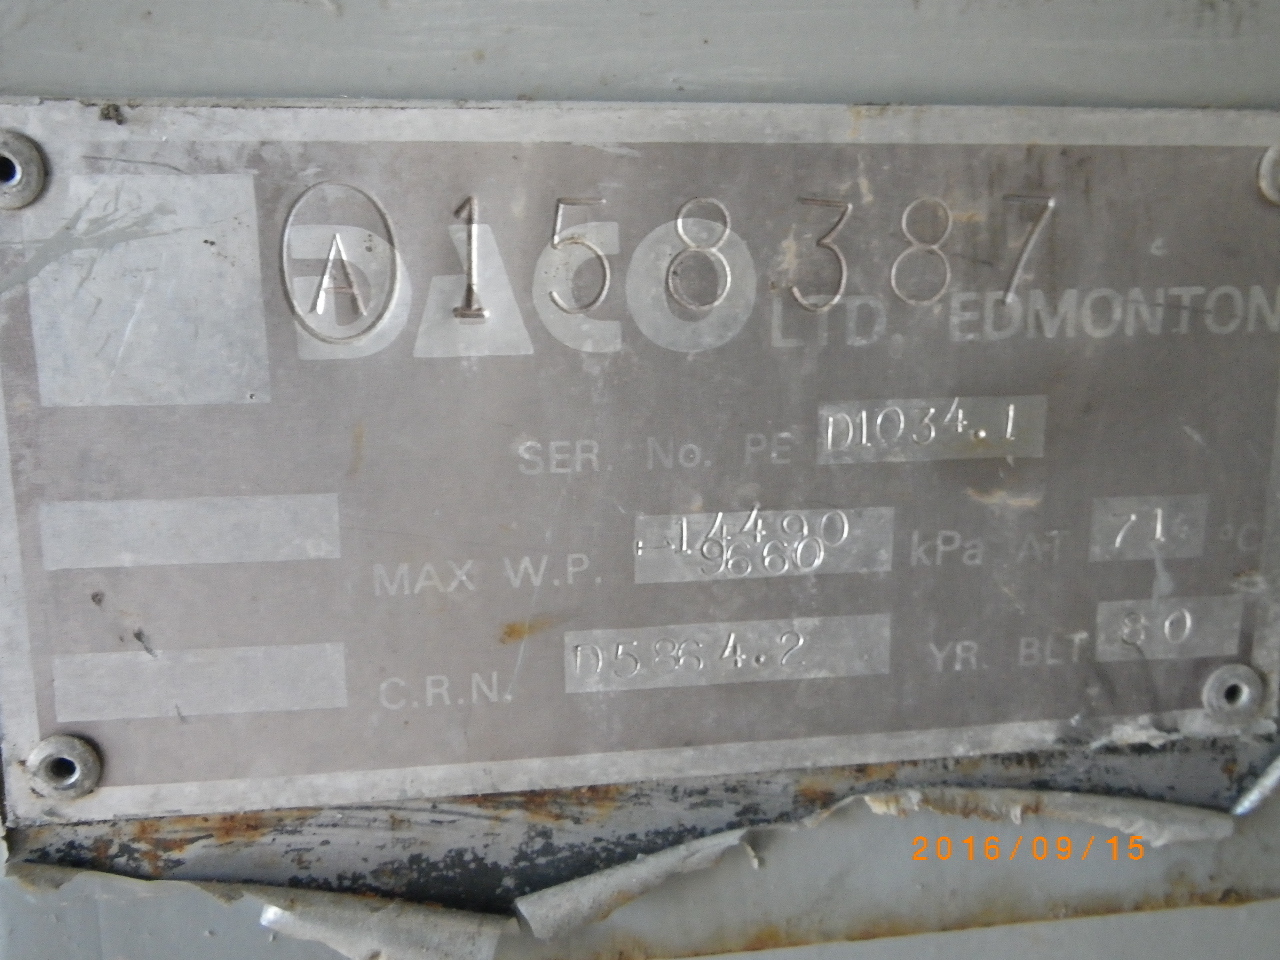 A 158387
DACO LTD. EDMONTON
SER. No. PE D1034.1
14490
MAX W.P. 9660 kPa AT 71 °C
C.R.N. D5864.2 YR. BLT 80
2016/09/15